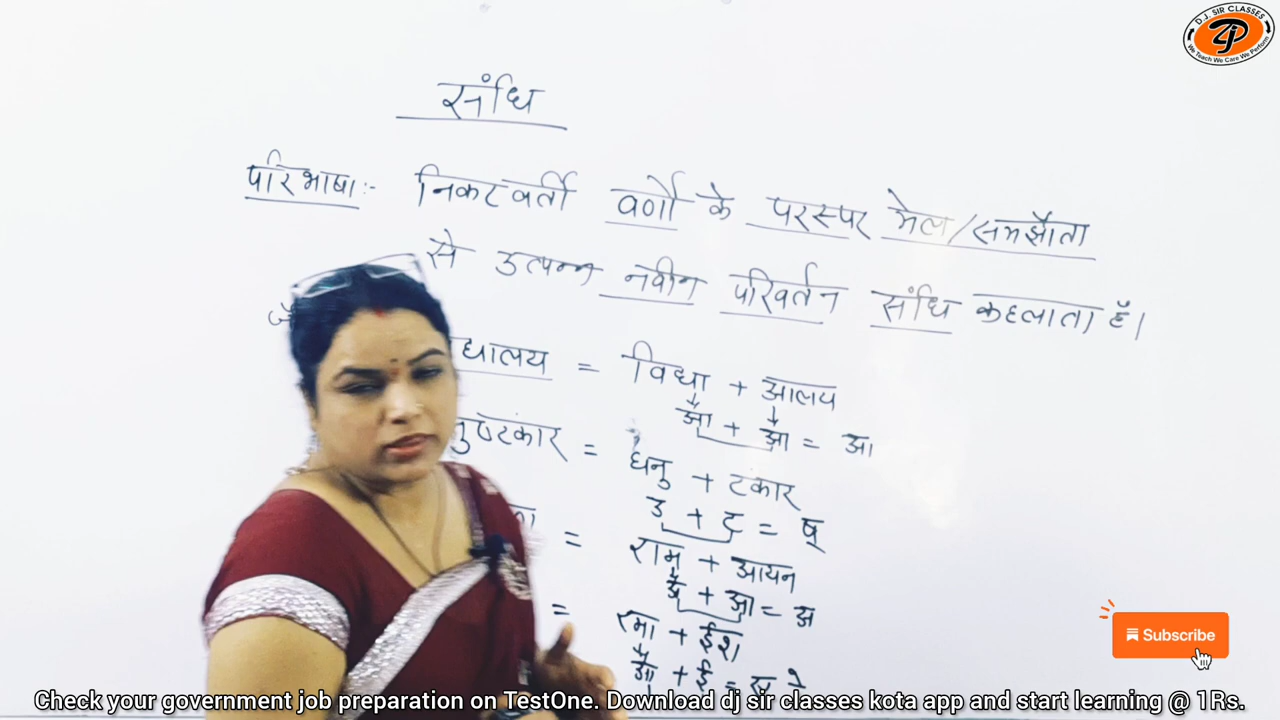 D.J. SIR CLASSES
We Teach We Care We Perform
संधि
परिभाषा:- निकटवर्ती वर्णो के परस्पर मेल/समझौता
से उत्पन्न नवीन परिवर्तन संधि कहलाता है।
द्यालय = विद्या + आलय
आ + आ = आ
ुष्टंकार = धनु + टंकार
उ + ट = ष्
= राम + आयन
अ + आ = अ
= रमा + ईश
आ + ई =
Subscribe
Check your government job preparation on TestOne. Download dj sir classes kota app and start learning @ 1Rs.